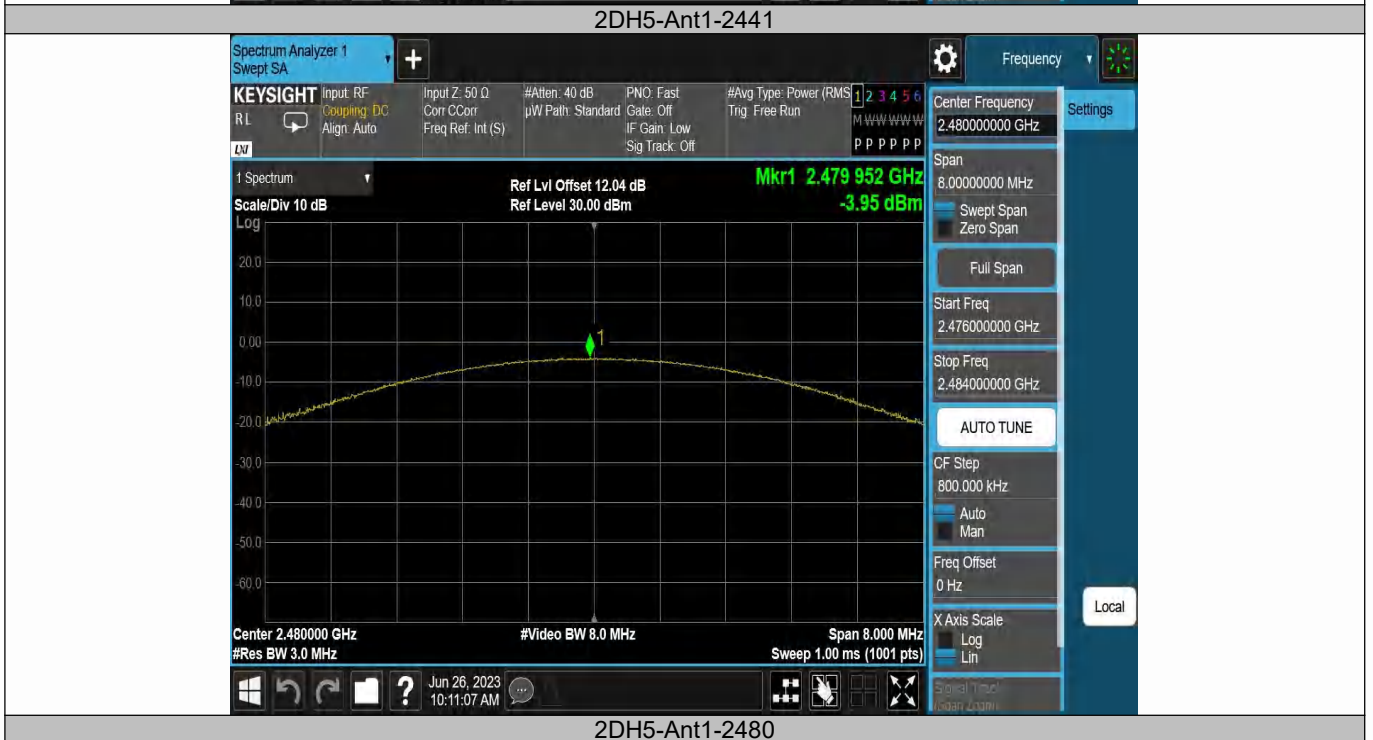 2DH5-Ant1-2441
Spectrum Analyzer 1
Swept SA
+
Frequency
KEYSIGHT
RL
LXI
Input: RF
Coupling: DC
Align: Auto
Input Z: 50 Ω
Corr CCorr
Freq Ref: Int (S)
#Atten: 40 dB
µW Path: Standard
PNO: Fast
Gate: Off
IF Gain: Low
Sig Track: Off
#Avg Type: Power (RMS
Trig: Free Run
1 2 3 4 5 6
M W W W W W
P P P P P P
1 Spectrum
Scale/Div 10 dB
Log
Ref Lvl Offset 12.04 dB
Ref Level 30.00 dBm
Mkr1 2.479 952 GHz
-3.95 dBm
20.0
10.0
0.00
-10.0
-20.0
-30.0
-40.0
-50.0
-60.0
1
Center 2.480000 GHz
#Res BW 3.0 MHz
#Video BW 8.0 MHz
Span 8.000 MHz
Sweep 1.00 ms (1001 pts)
?
Jun 26, 2023
10:11:07 AM
Center Frequency
2.480000000 GHz
Settings
Span
8.00000000 MHz
Swept Span
Zero Span
Full Span
Start Freq
2.476000000 GHz
Stop Freq
2.484000000 GHz
AUTO TUNE
CF Step
800.000 kHz
Auto
Man
Freq Offset
0 Hz
X Axis Scale
Log
Lin
Local
Signal Track
(Span Zoom)
2DH5-Ant1-2480